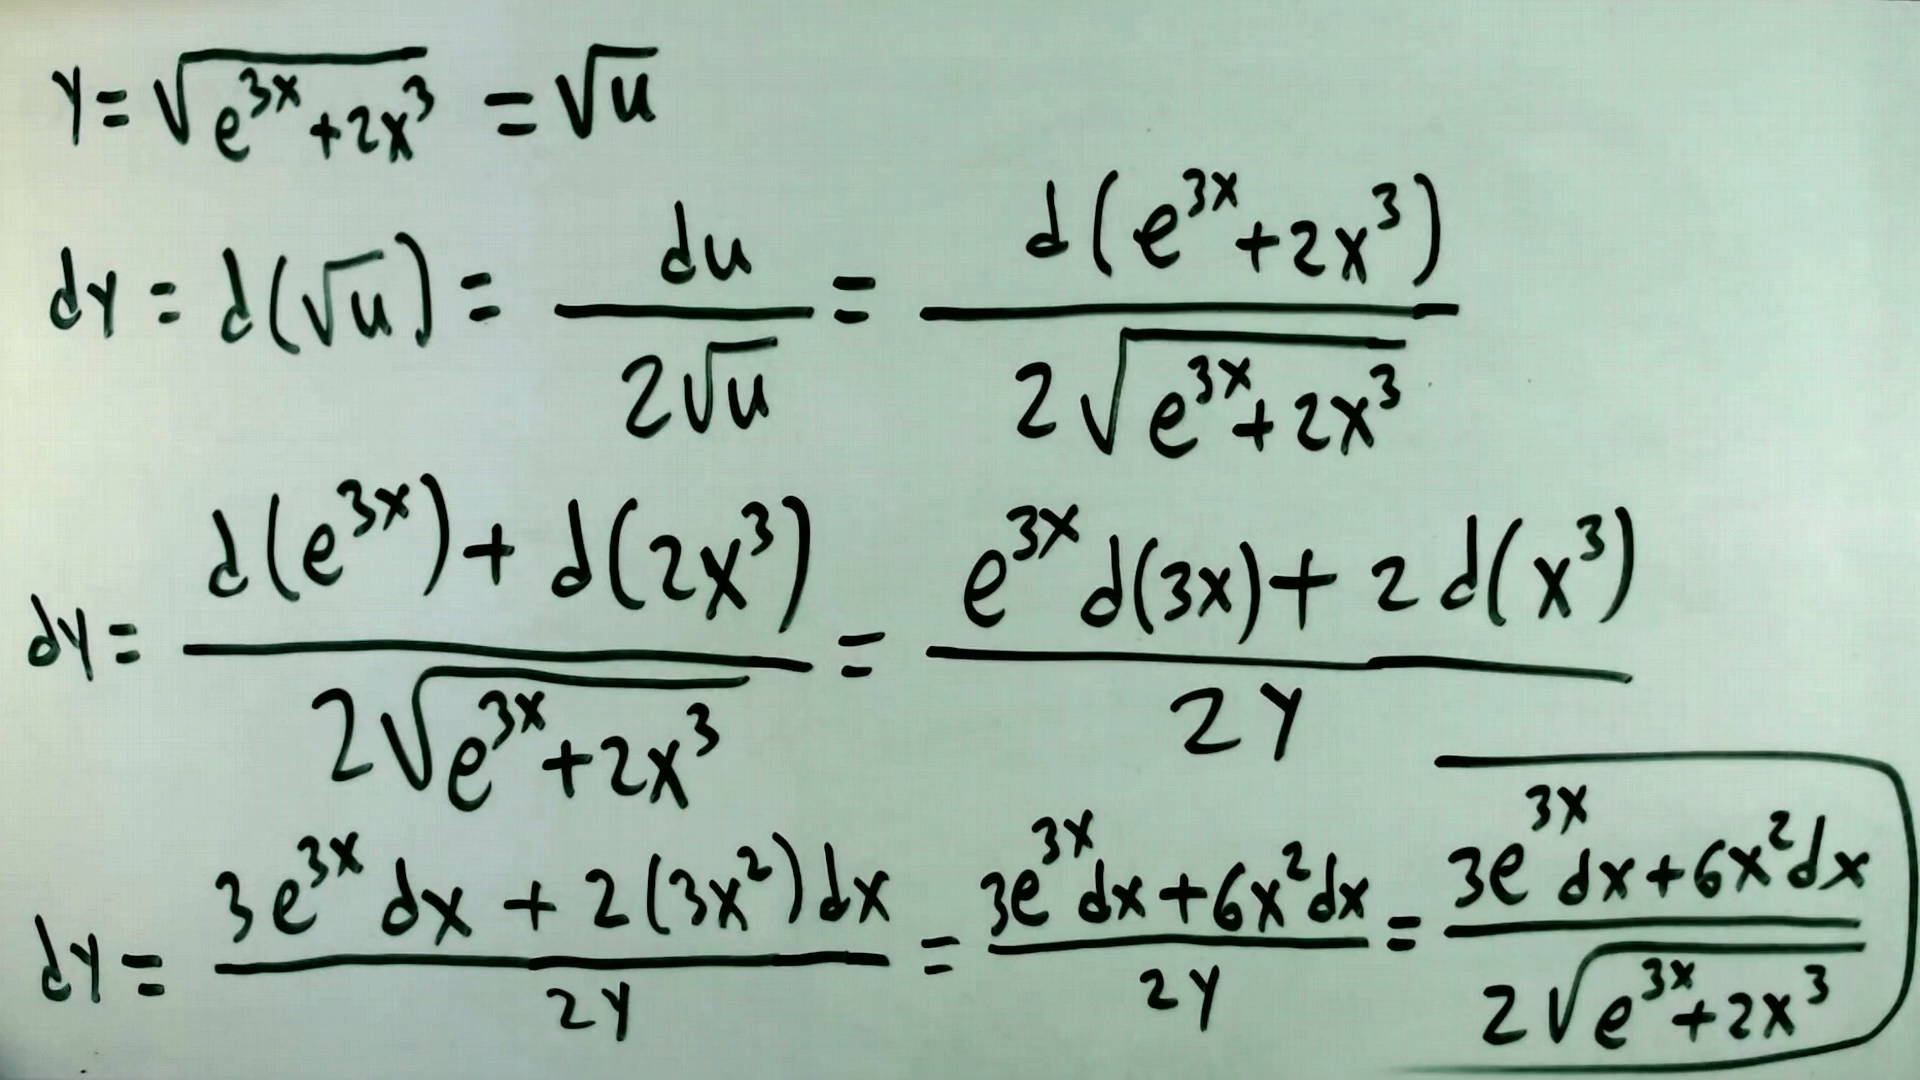 y = √(e^{3x} + 2x^3) = √u
dy = d(√u) = du / (2√u) = d(e^{3x} + 2x^3) / (2√(e^{3x} + 2x^3))
dy = (d(e^{3x}) + d(2x^3)) / (2√(e^{3x} + 2x^3)) = (e^{3x} d(3x) + 2 d(x^3)) / (2y)
dy = (3e^{3x} dx + 2(3x^2) dx) / (2y) = (3e^{3x} dx + 6x^2 dx) / (2y) = (3e^{3x} dx + 6x^2 dx) / (2√(e^{3x} + 2x^3))